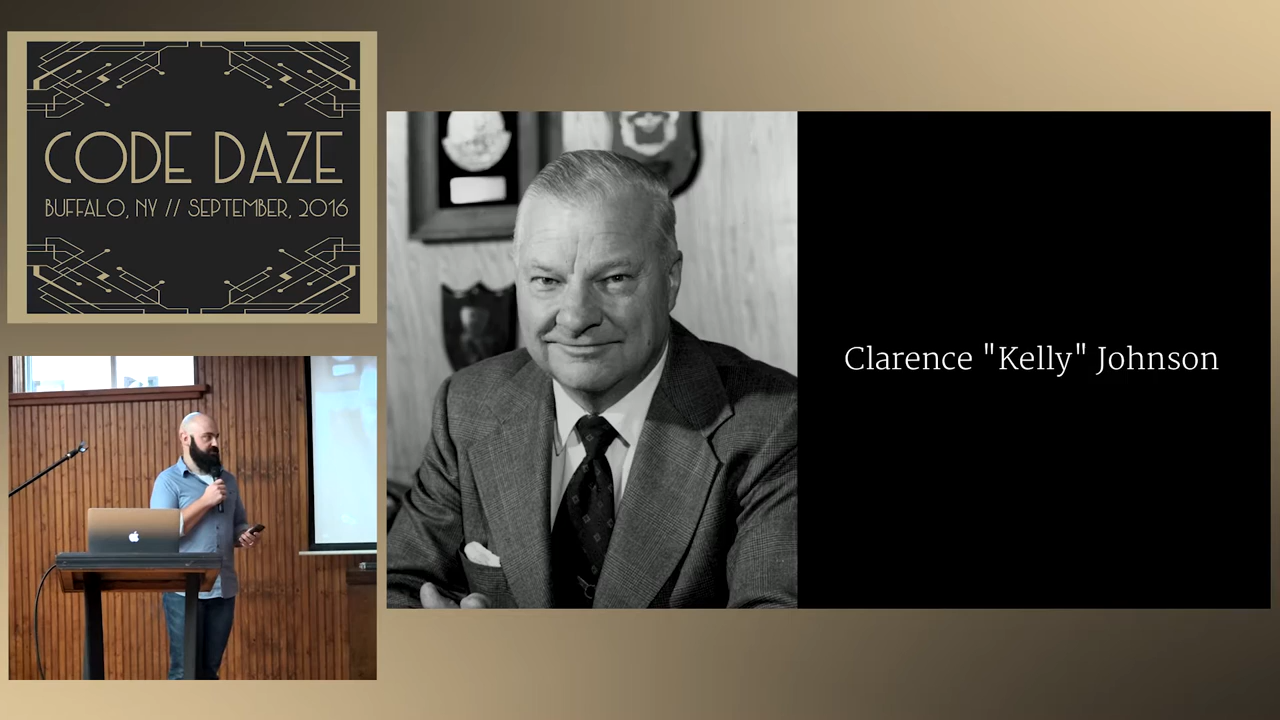 CODE DAZE
BUFFALO, NY // SEPTEMBER, 2016
Clarence "Kelly" Johnson